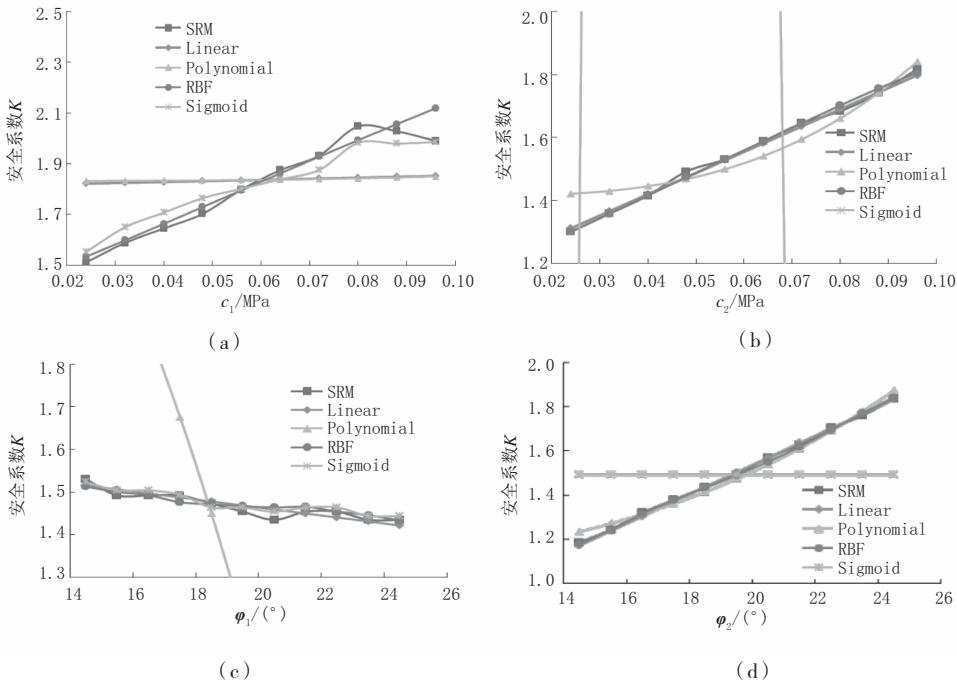 2.5
2.3
2.1
1.9
1.7
1.5
安全系数K
SRM
Linear
Polynomial
RBF
Sigmoid
0.02 0.03 0.04 0.05 0.06 0.07 0.08 0.09 0.10
c₁/MPa
(a)
2.0
1.8
1.6
1.4
1.2
安全系数K
SRM
Linear
Polynomial
RBF
Sigmoid
0.02 0.03 0.04 0.05 0.06 0.07 0.08 0.09 0.10
c₂/MPa
(b)
1.8
1.7
1.6
1.5
1.4
1.3
安全系数K
SRM
Linear
Polynomial
RBF
Sigmoid
14 16 18 20 22 24 26
φ₁/(°)
(c)
2.0
1.8
1.6
1.4
1.2
1.0
安全系数K
SRM
Linear
Polynomial
RBF
Sigmoid
14 16 18 20 22 24 26
φ₂/(°)
(d)